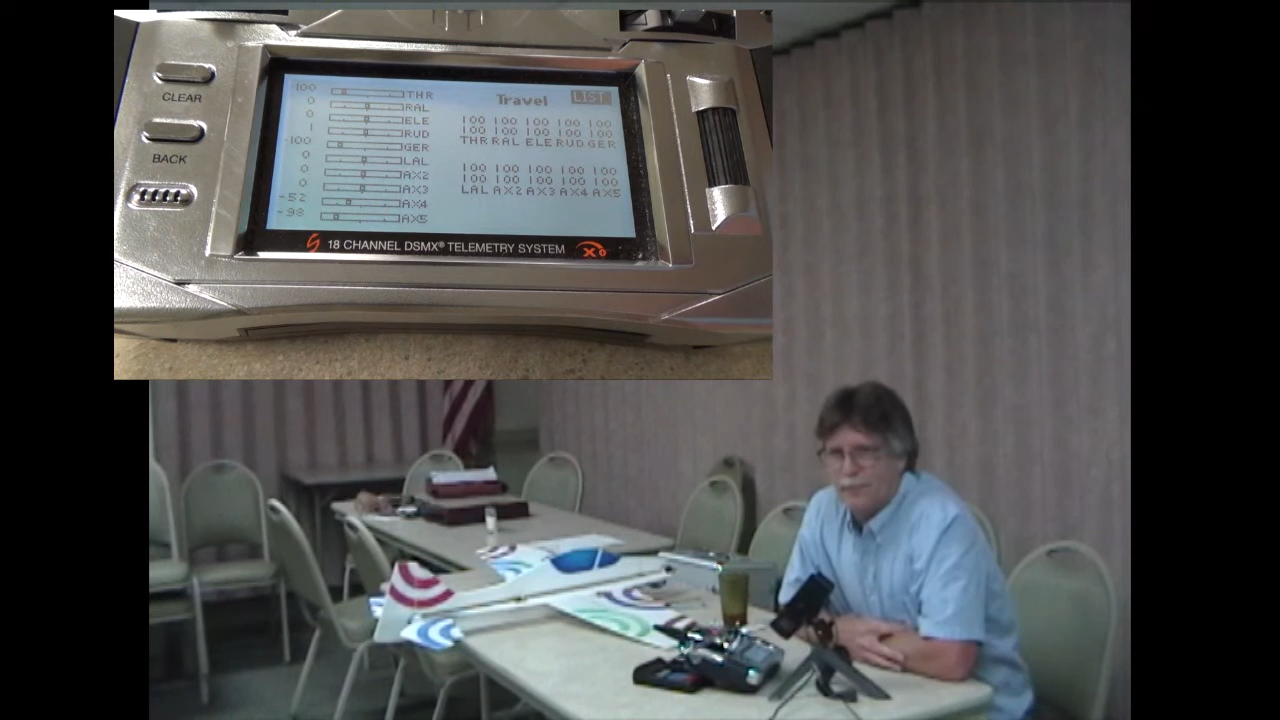 CLEAR
BACK
100 THR
0 RAL
0 ELE
1 RUD
-100 GER
0 LAL
0 AX2
0 AX3
-52 AX4
-98 AX5
Travel LIST
100 100 100 100 100
100 100 100 100 100
THR RAL ELE RUD GER
100 100 100 100 100
100 100 100 100 100
LAL AX2 AX3 AX4 AX5
18 CHANNEL DSMX® TELEMETRY SYSTEM